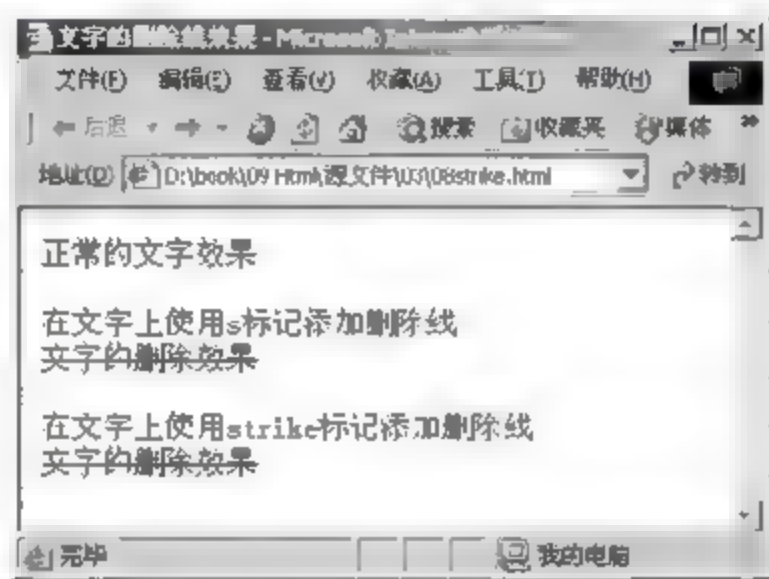 文字的删除线效果 - Microsoft
文件(F) 编辑(E) 查看(V) 收藏(A) 工具(T) 帮助(H)
后退 搜索 收藏夹 媒体 »
地址(D) D:\book\09 Html\源文件\03\08strike.html 转到
正常的文字效果
在文字上使用s标记添加删除线
文字的删除效果
在文字上使用strike标记添加删除线
文字的删除效果
完毕 我的电脑